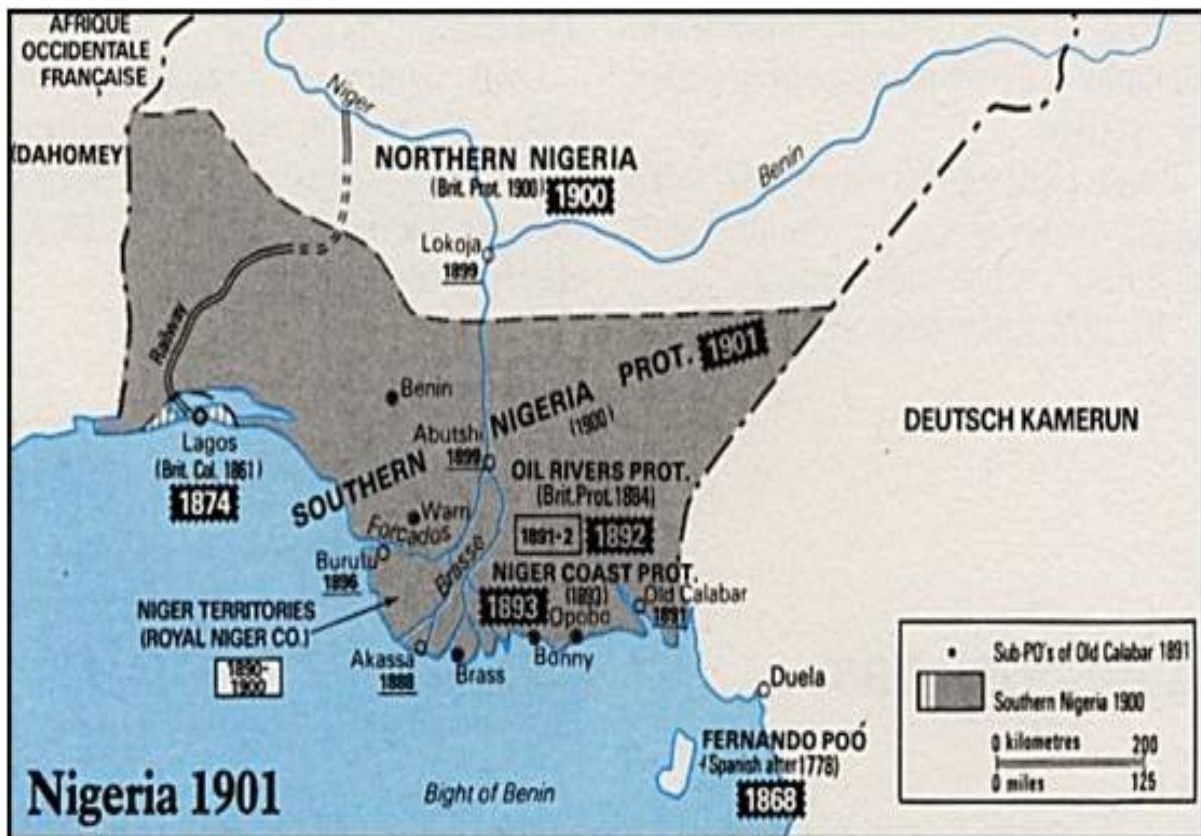 AFRIQUE
OCCIDENTALE
FRANÇAISE
(DAHOMEY)
Niger
NORTHERN NIGERIA
(Brit. Prot. 1900) 1900
Benin
Lokoja
1899
Railway
Benin
Lagos
(Brit. Col. 1861)
1874
Abutshi
1899
SOUTHERN NIGERIA PROT. 1901
(1900)
DEUTSCH KAMERUN
OIL RIVERS PROT.
(Brit. Prot. 1884)
1891-2 1892
Warri
Forcados
Burutu
1896
Brasse
NIGER COAST PROT.
(1893)
1893
Old Calabar
1891
Opobo
Bonny
NIGER TERRITORIES
(ROYAL NIGER CO.)
1890-
1900
Akassa
1888
Brass
Duela
FERNANDO POÓ
(Spanish after 1778)
1868
Bight of Benin
Nigeria 1901
Sub-PO's of Old Calabar 1891
Southern Nigeria 1900
0 kilometres 200
0 miles 125